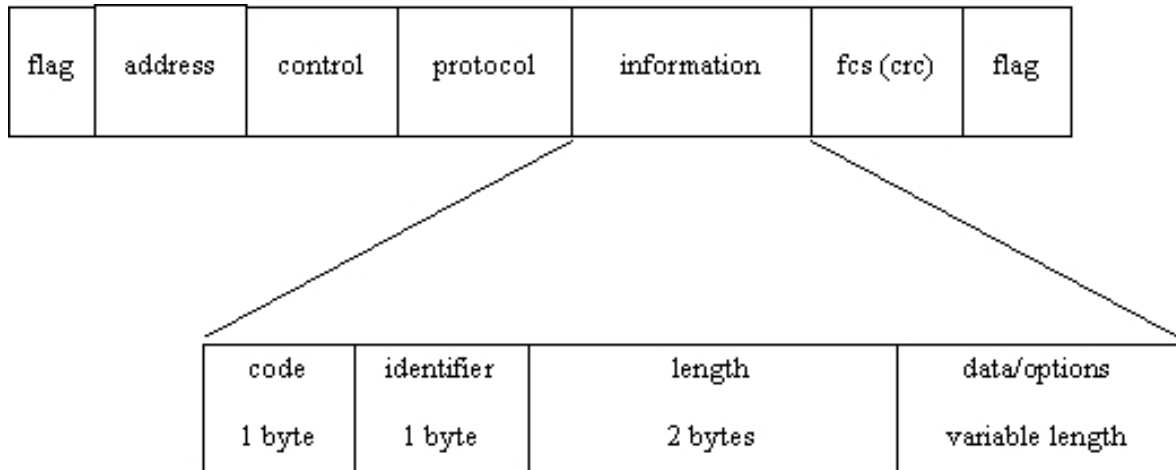 flag address control protocol information fcs (crc) flag
code identifier length data/options
1 byte 1 byte 2 bytes variable length